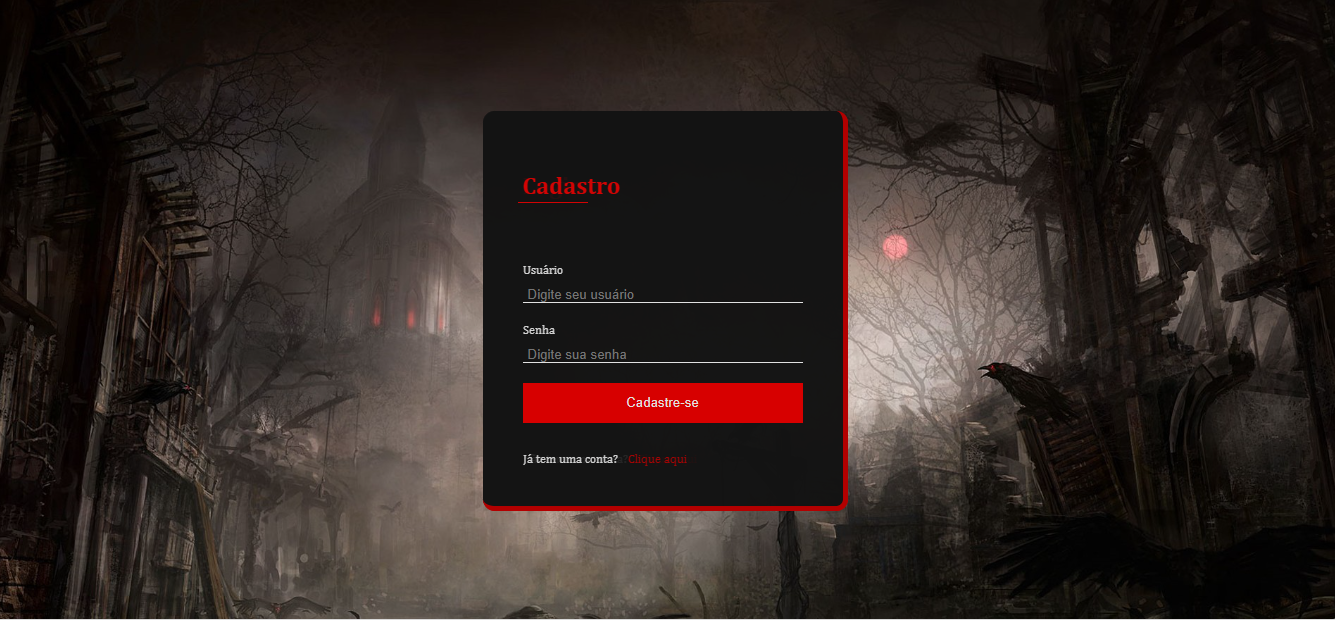 Cadastro
Usuário
Digite seu usuário
Senha
Digite sua senha
Cadastre-se
Já tem uma conta? Clique aqui